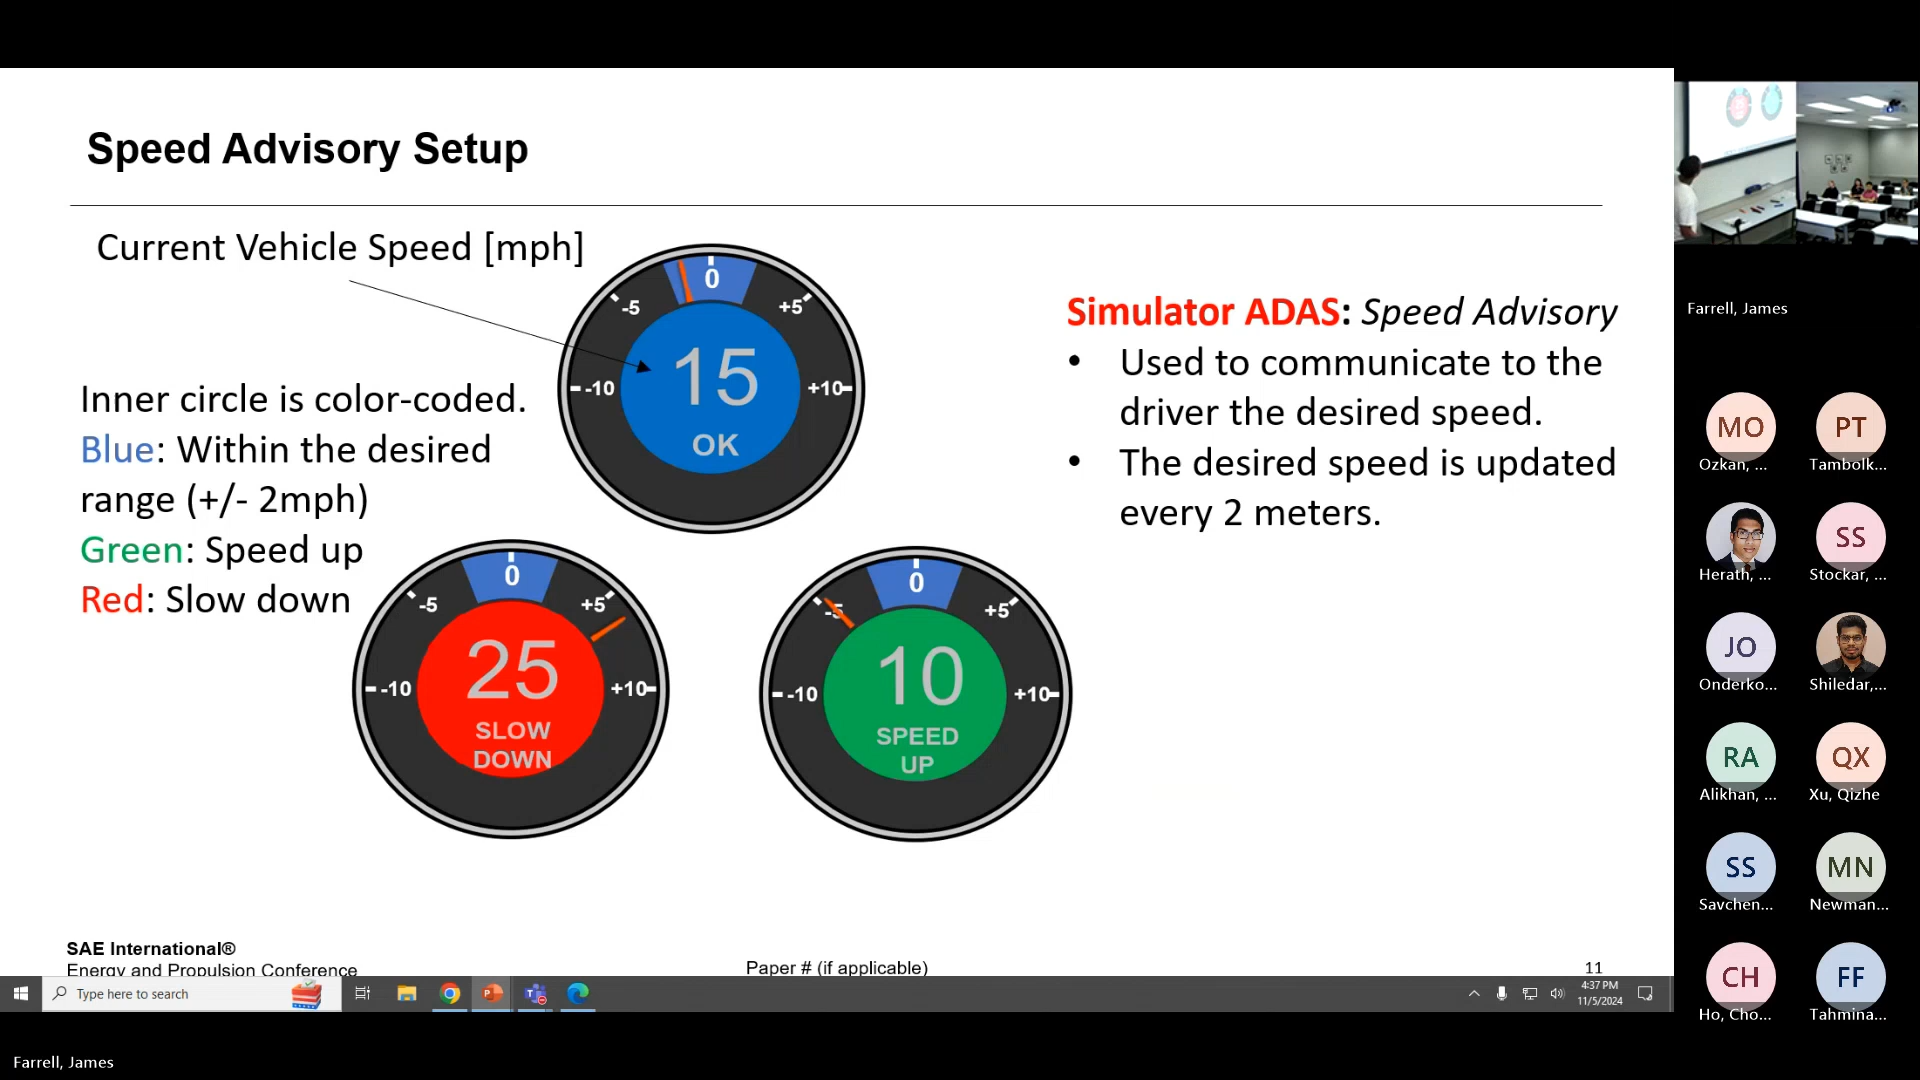 Speed Advisory Setup
Current Vehicle Speed [mph]
0
-5
+5
-10
+10
15
OK
Inner circle is color-coded.
Blue: Within the desired
range (+/- 2mph)
Green: Speed up
Red: Slow down
0
-5
+5
-10
+10
25
SLOW
DOWN
0
-5
+5
-10
+10
10
SPEED
UP
Simulator ADAS: Speed Advisory
• Used to communicate to the
driver the desired speed.
• The desired speed is updated
every 2 meters.
SAE International®
Energy and Propulsion Conference
Paper # (if applicable)
11
Type here to search
4:37 PM
11/5/2024
Farrell, James
Farrell, James
MO
PT
Ozkan, ...
Tambolk...
SS
Herath, ...
Stockar, ...
JO
Onderko...
Shiledar,...
RA
QX
Alikhan, ...
Xu, Qizhe
SS
MN
Savchen...
Newman...
CH
FF
Ho, Cho...
Tahmina...